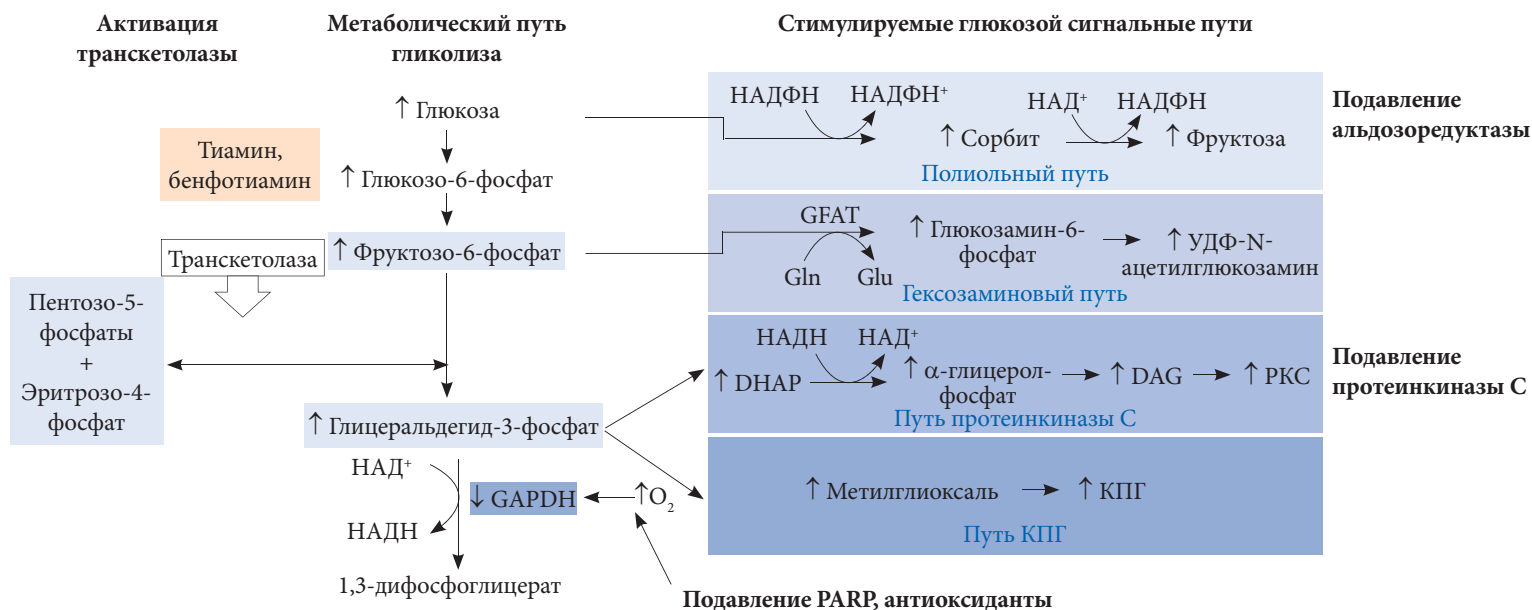 Активация
транскетолазы
Метаболический путь
гликолиза
Стимулируемые глюкозой сигнальные пути
↑ Глюкоза
Тиамин,
бенфотиамин
↑ Глюкозо-6-фосфат
Транскетолаза
↑ Фруктозо-6-фосфат
Пентозо-5-
фосфаты
+
Эритрозо-4-
фосфат
↑ Глицеральдегид-3-фосфат
НАД⁺
НАДН
↓ GAPDH
↑O₂
1,3-дифосфоглицерат
Подавление PARP, антиоксиданты
НАДФН
НАДФН⁺
НАД⁺
НАДФН
↑ Сорбит
↑ Фруктоза
Полиольный путь
Подавление
альдозоредуктазы
GFAT
Gln
Glu
↑ Глюкозамин-6-
фосфат
↑ УДФ-N-
ацетилглюкозамин
Гексозаминовый путь
НАДН
НАД⁺
↑ DHAP
↑ α-глицерол-
фосфат
↑ DAG
↑ PKC
Путь протеинкиназы С
Подавление
протеинкиназы С
↑ Метилглиоксаль
↑ КПГ
Путь КПГ